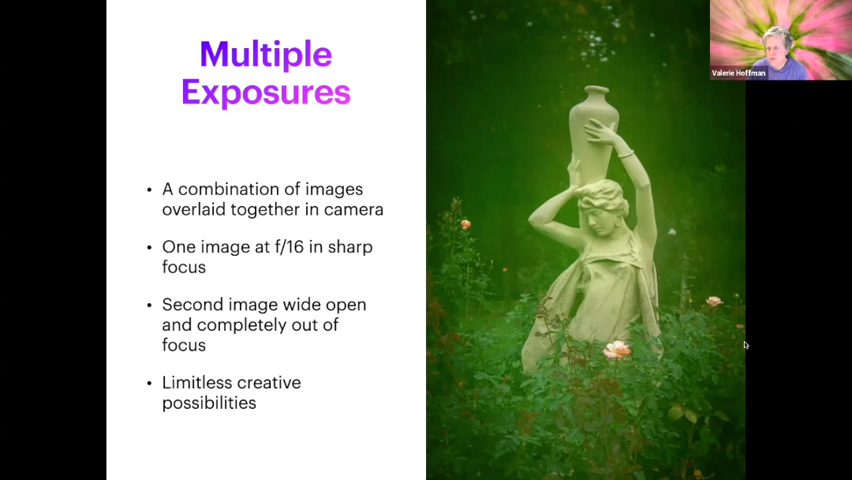 Multiple
Exposures
• A combination of images
overlaid together in camera
• One image at f/16 in sharp
focus
• Second image wide open
and completely out of
focus
• Limitless creative
possibilities
Valerie Hoffman